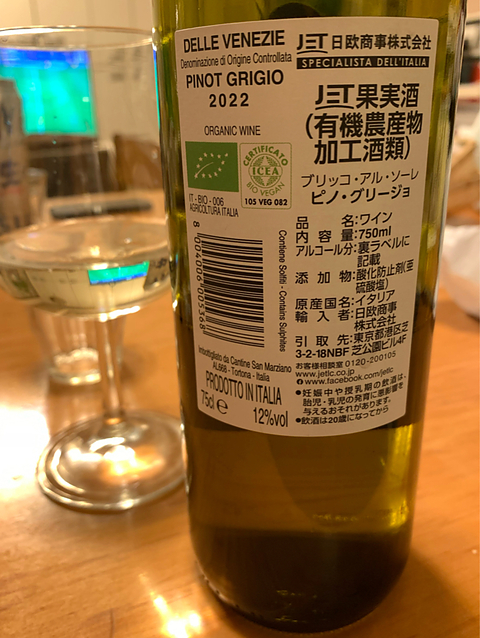 DELLE VENEZIE
Denominazione di Origine Controllata
PINOT GRIGIO
2022
ORGANIC WINE
CERTIFICATO
ICEA
BIO VEGAN
IT - BIO - 006
AGRICOLTURA ITALIA
105 VEG 082
Contiene Solfiti - Contains Sulphites
Imbottigliato da Cantine San Marziano
AL668 - Tortona - Italia
PRODOTTO IN ITALIA
75cl e
12%vol
JET 日欧商事株式会社
SPECIALISTA DELL'ITALIA
JET果実酒
(有機農産物
加工酒類)
ブリッコ・アル・ソーレ
ピノ・グリージョ
品名:ワイン
内容量:750ml
アルコール分:裏ラベルに
記載
添加物:酸化防止剤(亜
硫酸塩)
原産国名:イタリア
輸入者:日欧商事
株式会社
引取先:東京都港区芝
3-2-18NBF 芝公園ビル4F
お客様相談室 0120-200105
www.jetlc.co.jp
www.facebook.com/jetlc
●妊娠中や授乳期の飲酒は、
胎児・乳児の発育に悪影響を
与えるおそれがあります。
●飲酒は20歳になってから